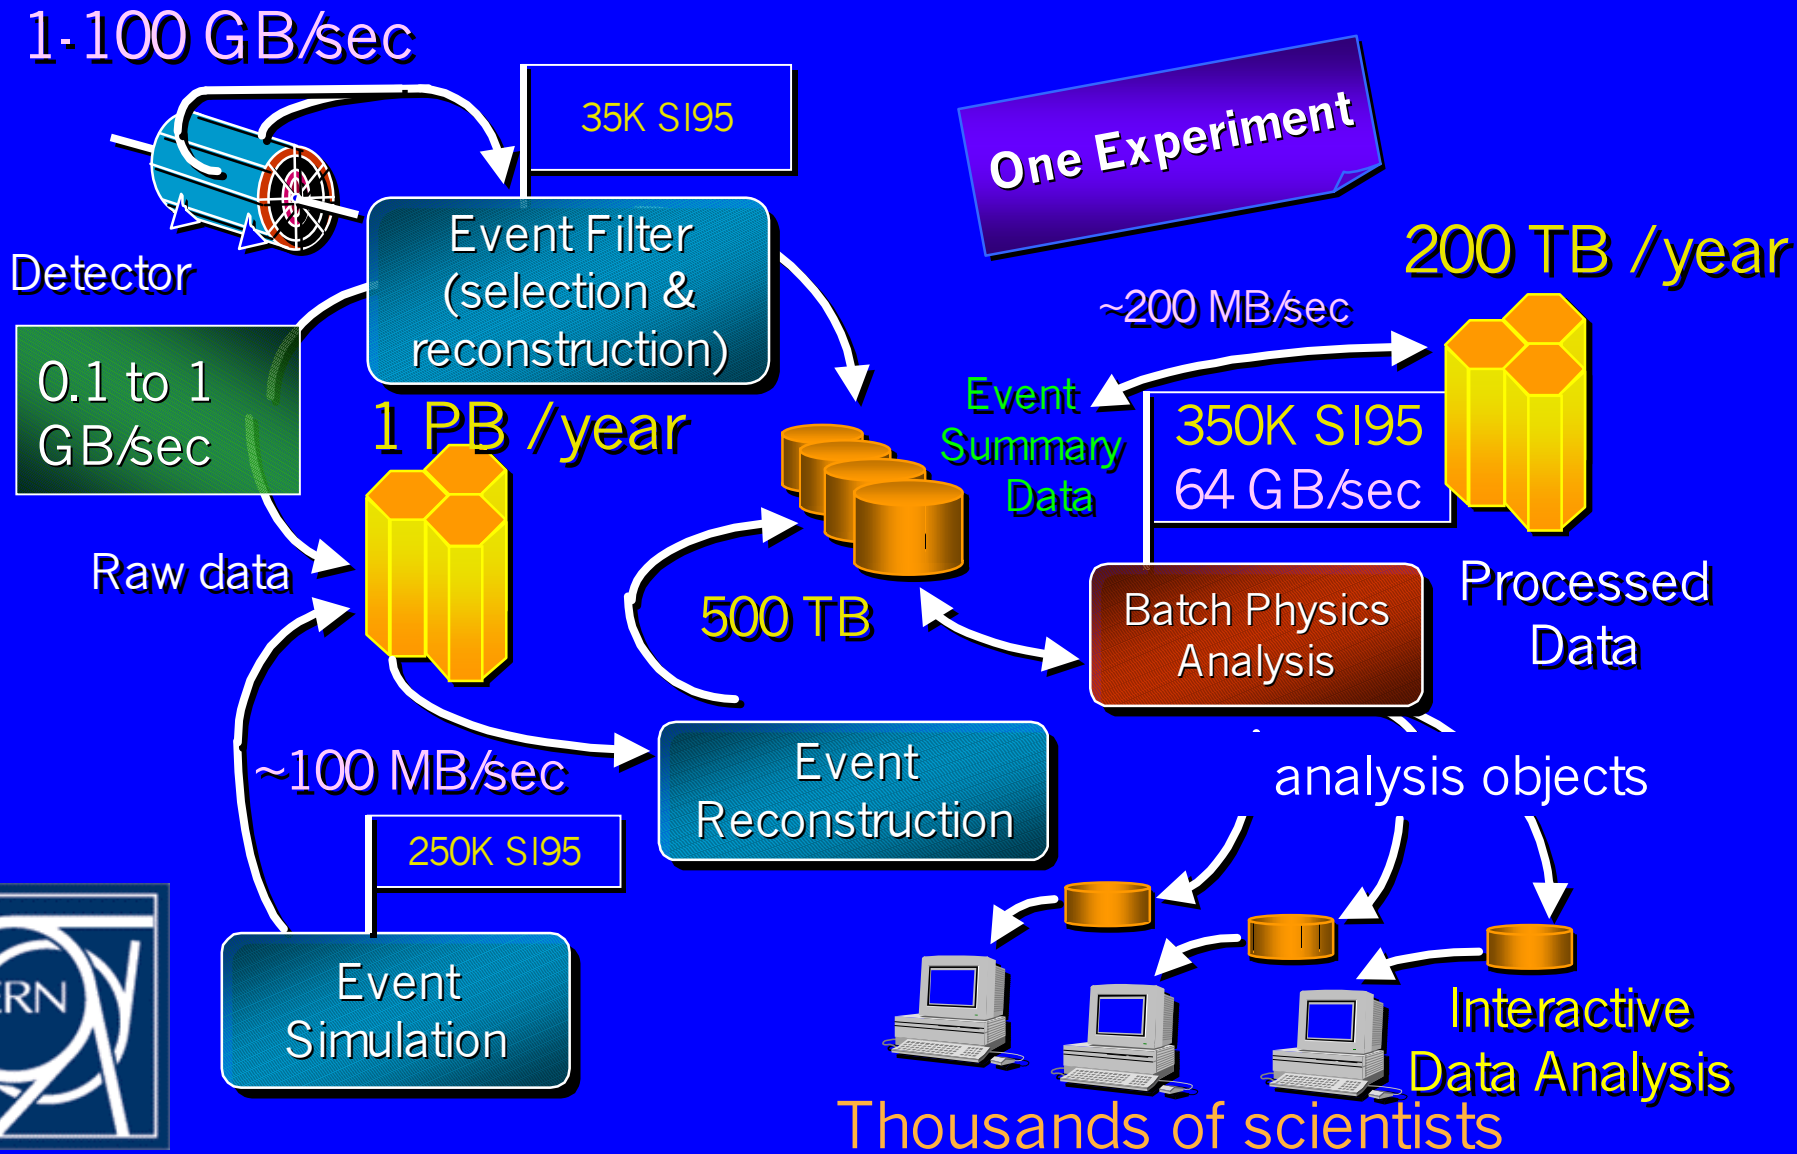 1-100 GB/sec
35K SI95
One Experiment
Detector
Event Filter
(selection &
reconstruction)
200 TB /year
~200 MB/sec
0.1 to 1
GB/sec
1 PB /year
Event
Summary
Data
350K SI95
64 GB/sec
Raw data
500 TB
Batch Physics
Analysis
Processed
Data
~100 MB/sec
Event
Reconstruction
analysis objects
250K SI95
Event
Simulation
ERN
Interactive
Data Analysis
Thousands of scientists